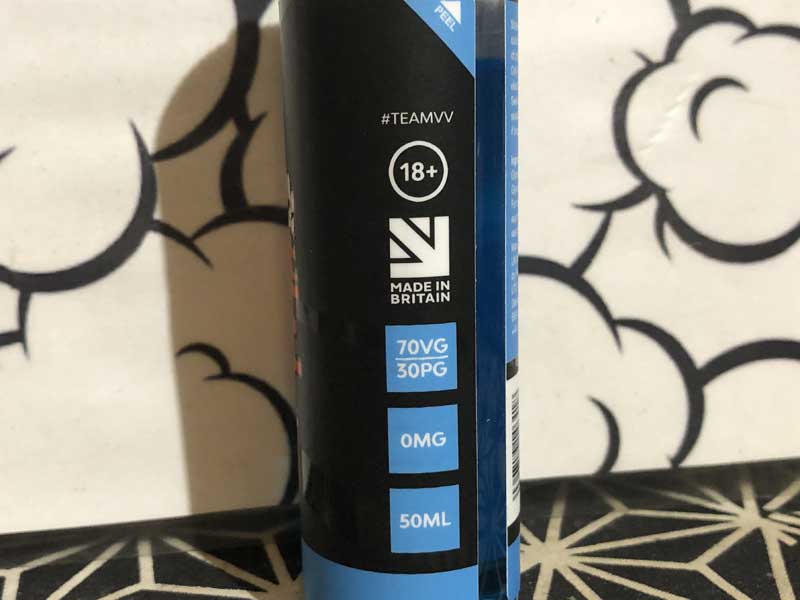 PEEL
#TEAMVV
18+
MADE IN
BRITAIN
70VG
30PG
0MG
50ML